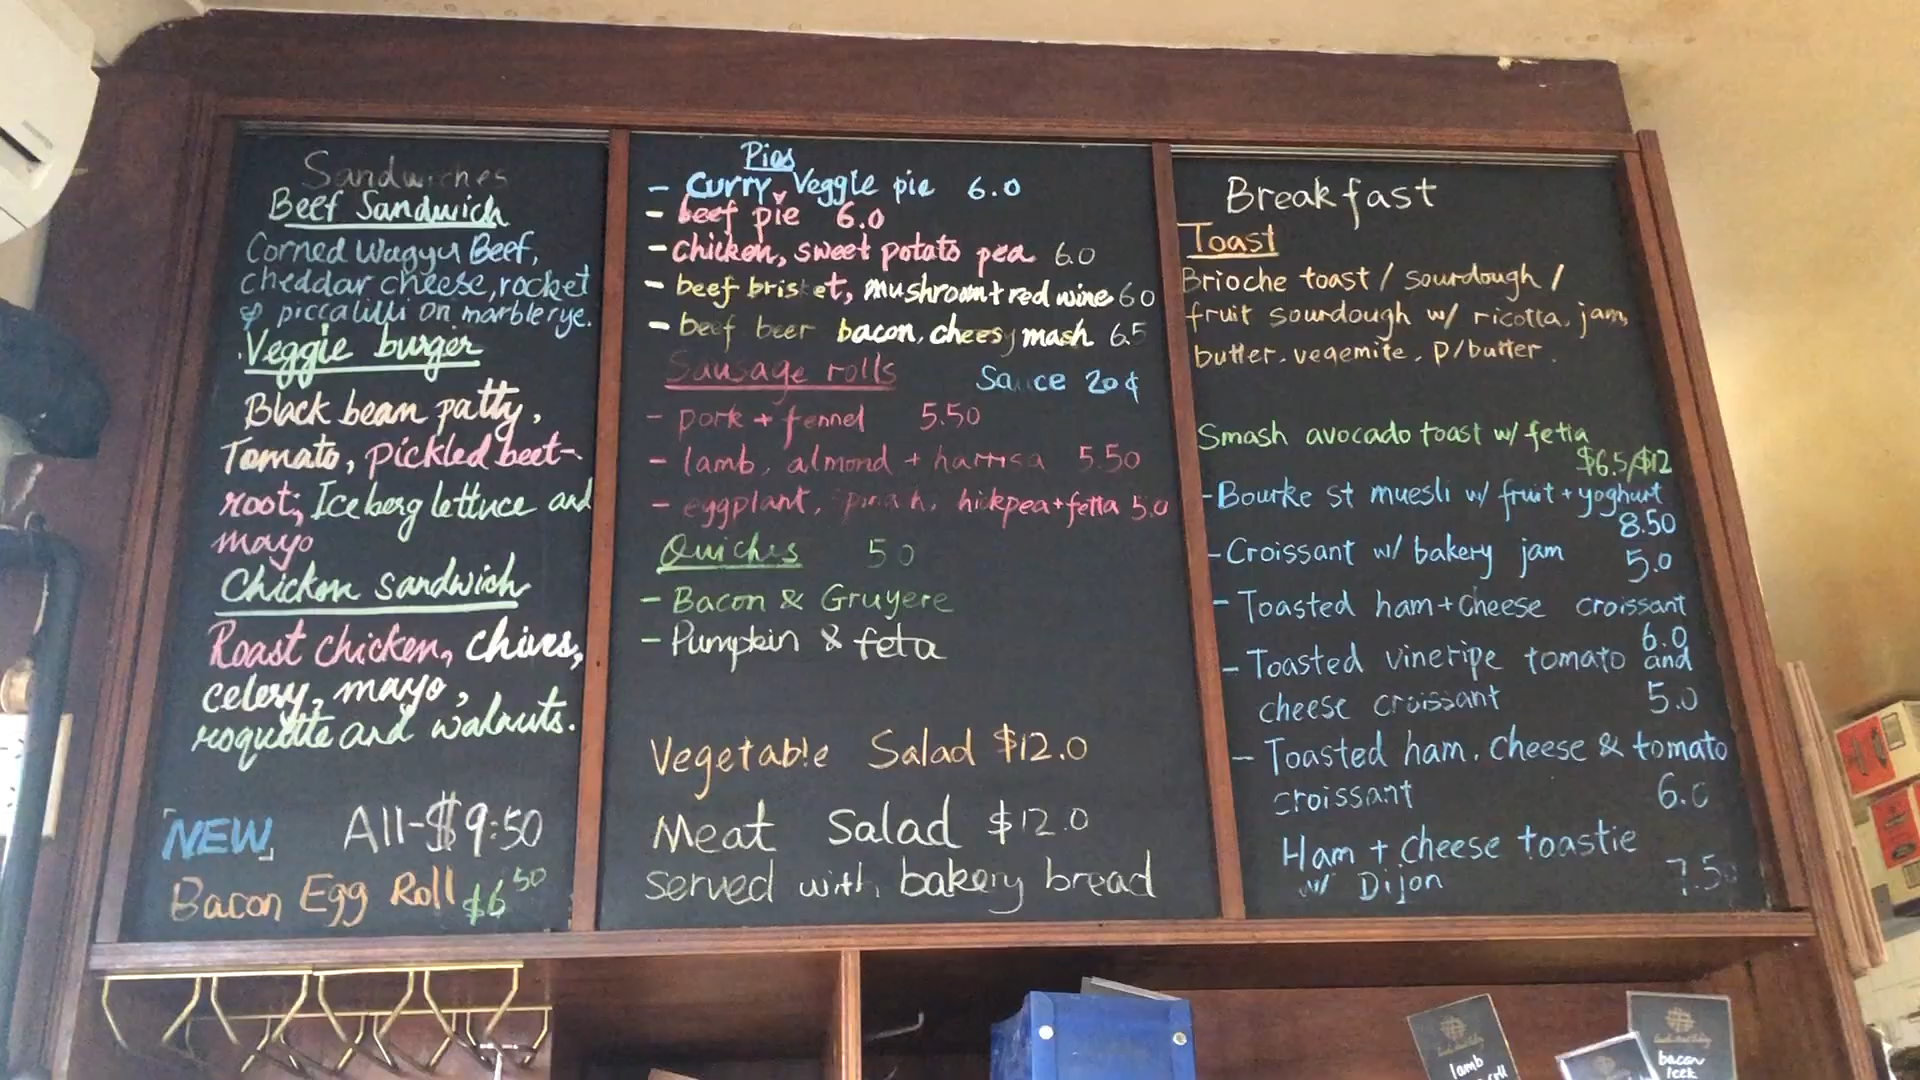 Sandwiches
Beef Sandwich
Corned Wagyu Beef,
cheddar cheese, rocket
& piccalilli on marble rye.
Veggie burger
Black bean patty,
Tomato, pickled beet-
root, Iceberg lettuce and
mayo
Chicken sandwich
Roast chicken, chives,
celery, mayo,
roquette and walnuts.
NEW All-$9:50
Bacon Egg Roll $6 50
Pies
- Curry Veggie pie 6.0
- beef pie 6.0
- chicken, sweet potato pea 6.0
- beef brisket, mushroom + red wine 6.0
- beef beer bacon, cheesy mash 6.5
Sausage rolls Sauce 20¢
- pork + fennel 5.50
- lamb, almond + harrisa 5.50
- eggplant, hickpea + fetta 5.0
Quiches 5.0
- Bacon & Gruyere
- Pumpkin & feta
Vegetable Salad $12.0
Meat Salad $12.0
served with bakery bread
Breakfast
Toast
Brioche toast / sourdough /
fruit sourdough w/ ricotta, jam,
butter, vegemite, p/butter.
Smash avocado toast w/ fetta
$6.5/$12
- Bourke st muesli w/ fruit + yoghurt
8.50
- Croissant w/ bakery jam 5.0
- Toasted ham + cheese croissant
6.0
- Toasted vineripe tomato and
cheese croissant 5.0
- Toasted ham, cheese & tomato
croissant 6.0
Ham + cheese toastie
w/ Dijon 7.50
lamb
bacon